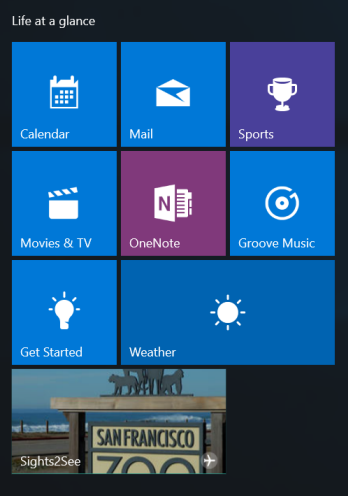 Life at a glance
Calendar
Mail
Sports
Movies & TV
N
OneNote
Groove Music
Get Started
Weather
SAN FRANCISCO
ZOO
Sights2See